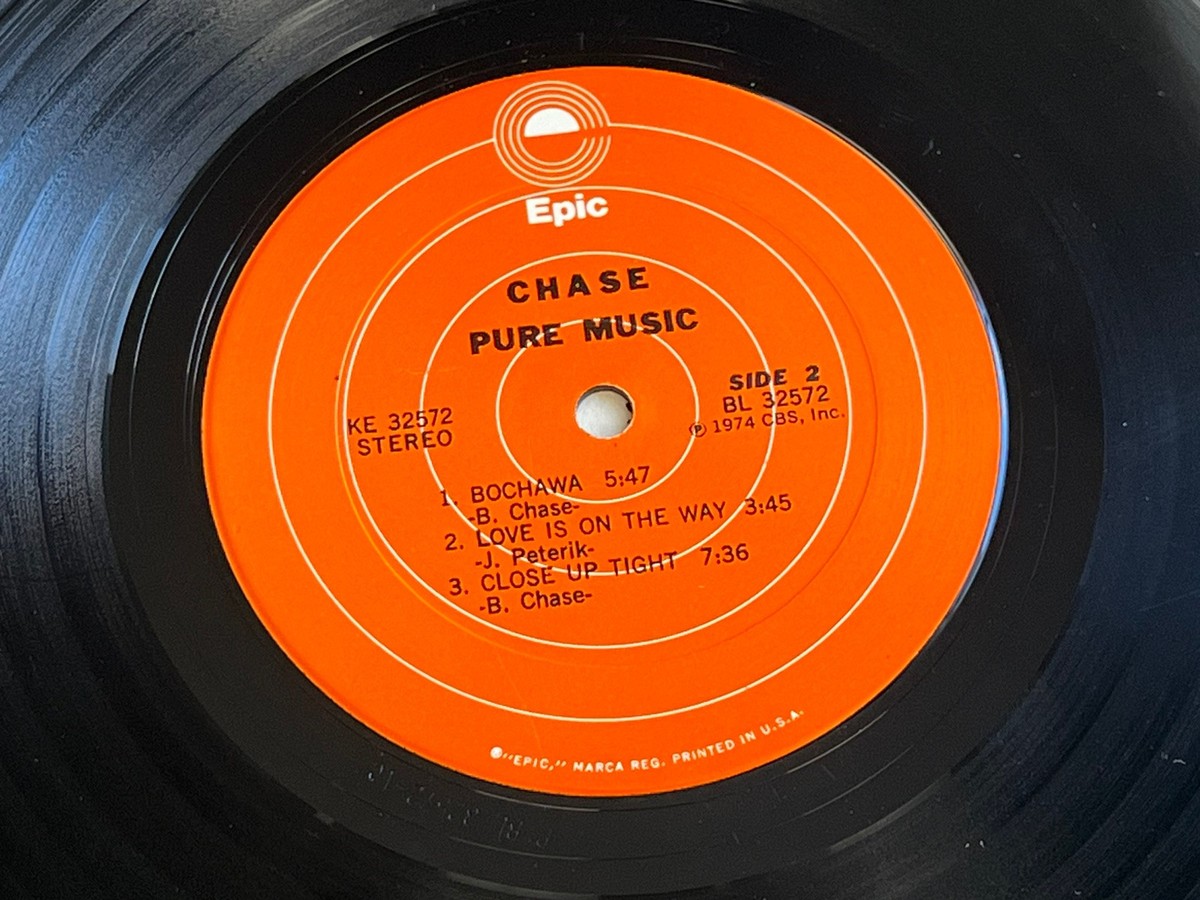 Epic
CHASE
PURE MUSIC
SIDE 2
BL 32572
℗ 1974 CBS, Inc.
KE 32572
STEREO
1. BOCHAWA 5:47
-B. Chase-
2. LOVE IS ON THE WAY 3:45
-J. Peterik-
3. CLOSE UP TIGHT 7:36
-B. Chase-
®"EPIC," MARCA REG. PRINTED IN U.S.A.